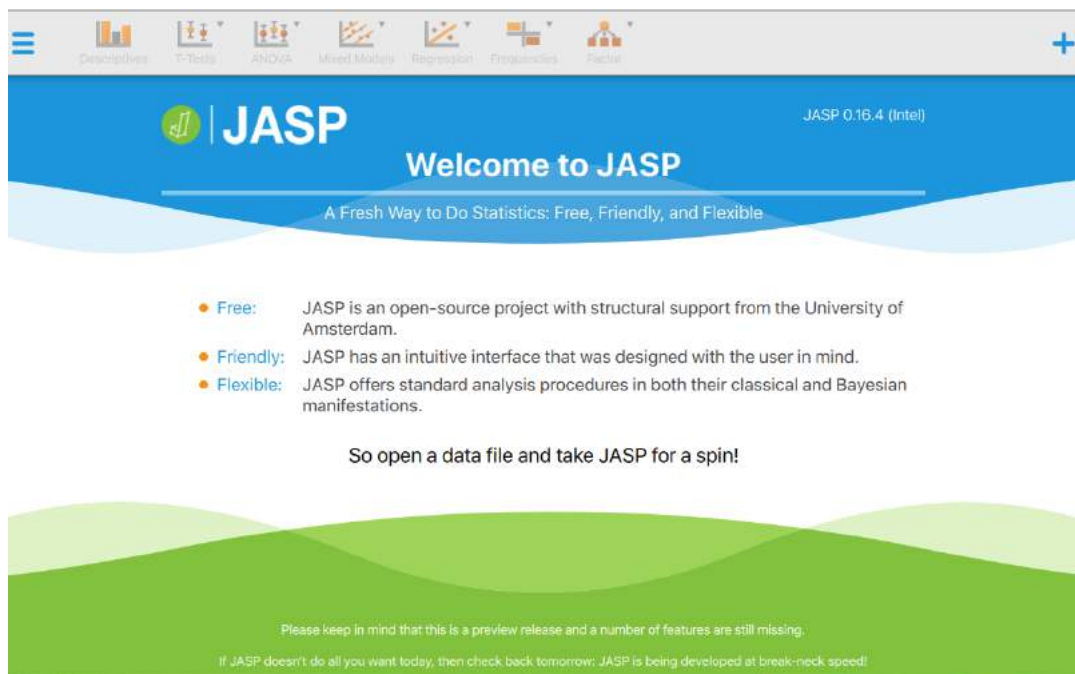 Descriptives T-Tests ANOVA Mixed Models Regression Frequencies Factor
JASP
JASP 0.16.4 (Intel)
Welcome to JASP
A Fresh Way to Do Statistics: Free, Friendly, and Flexible
Free: JASP is an open-source project with structural support from the University of
Amsterdam.
Friendly: JASP has an intuitive interface that was designed with the user in mind.
Flexible: JASP offers standard analysis procedures in both their classical and Bayesian
manifestations.
So open a data file and take JASP for a spin!
Please keep in mind that this is a preview release and a number of features are still missing.
If JASP doesn't do all you want today, then check back tomorrow: JASP is being developed at break-neck speed!